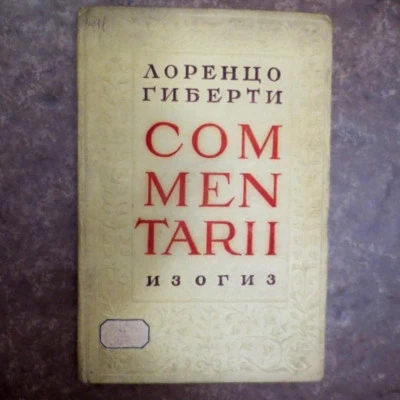 ЛОРЕНЦО
ГИБЕРТИ
COM
MEN
TARII
ИЗОГИЗ